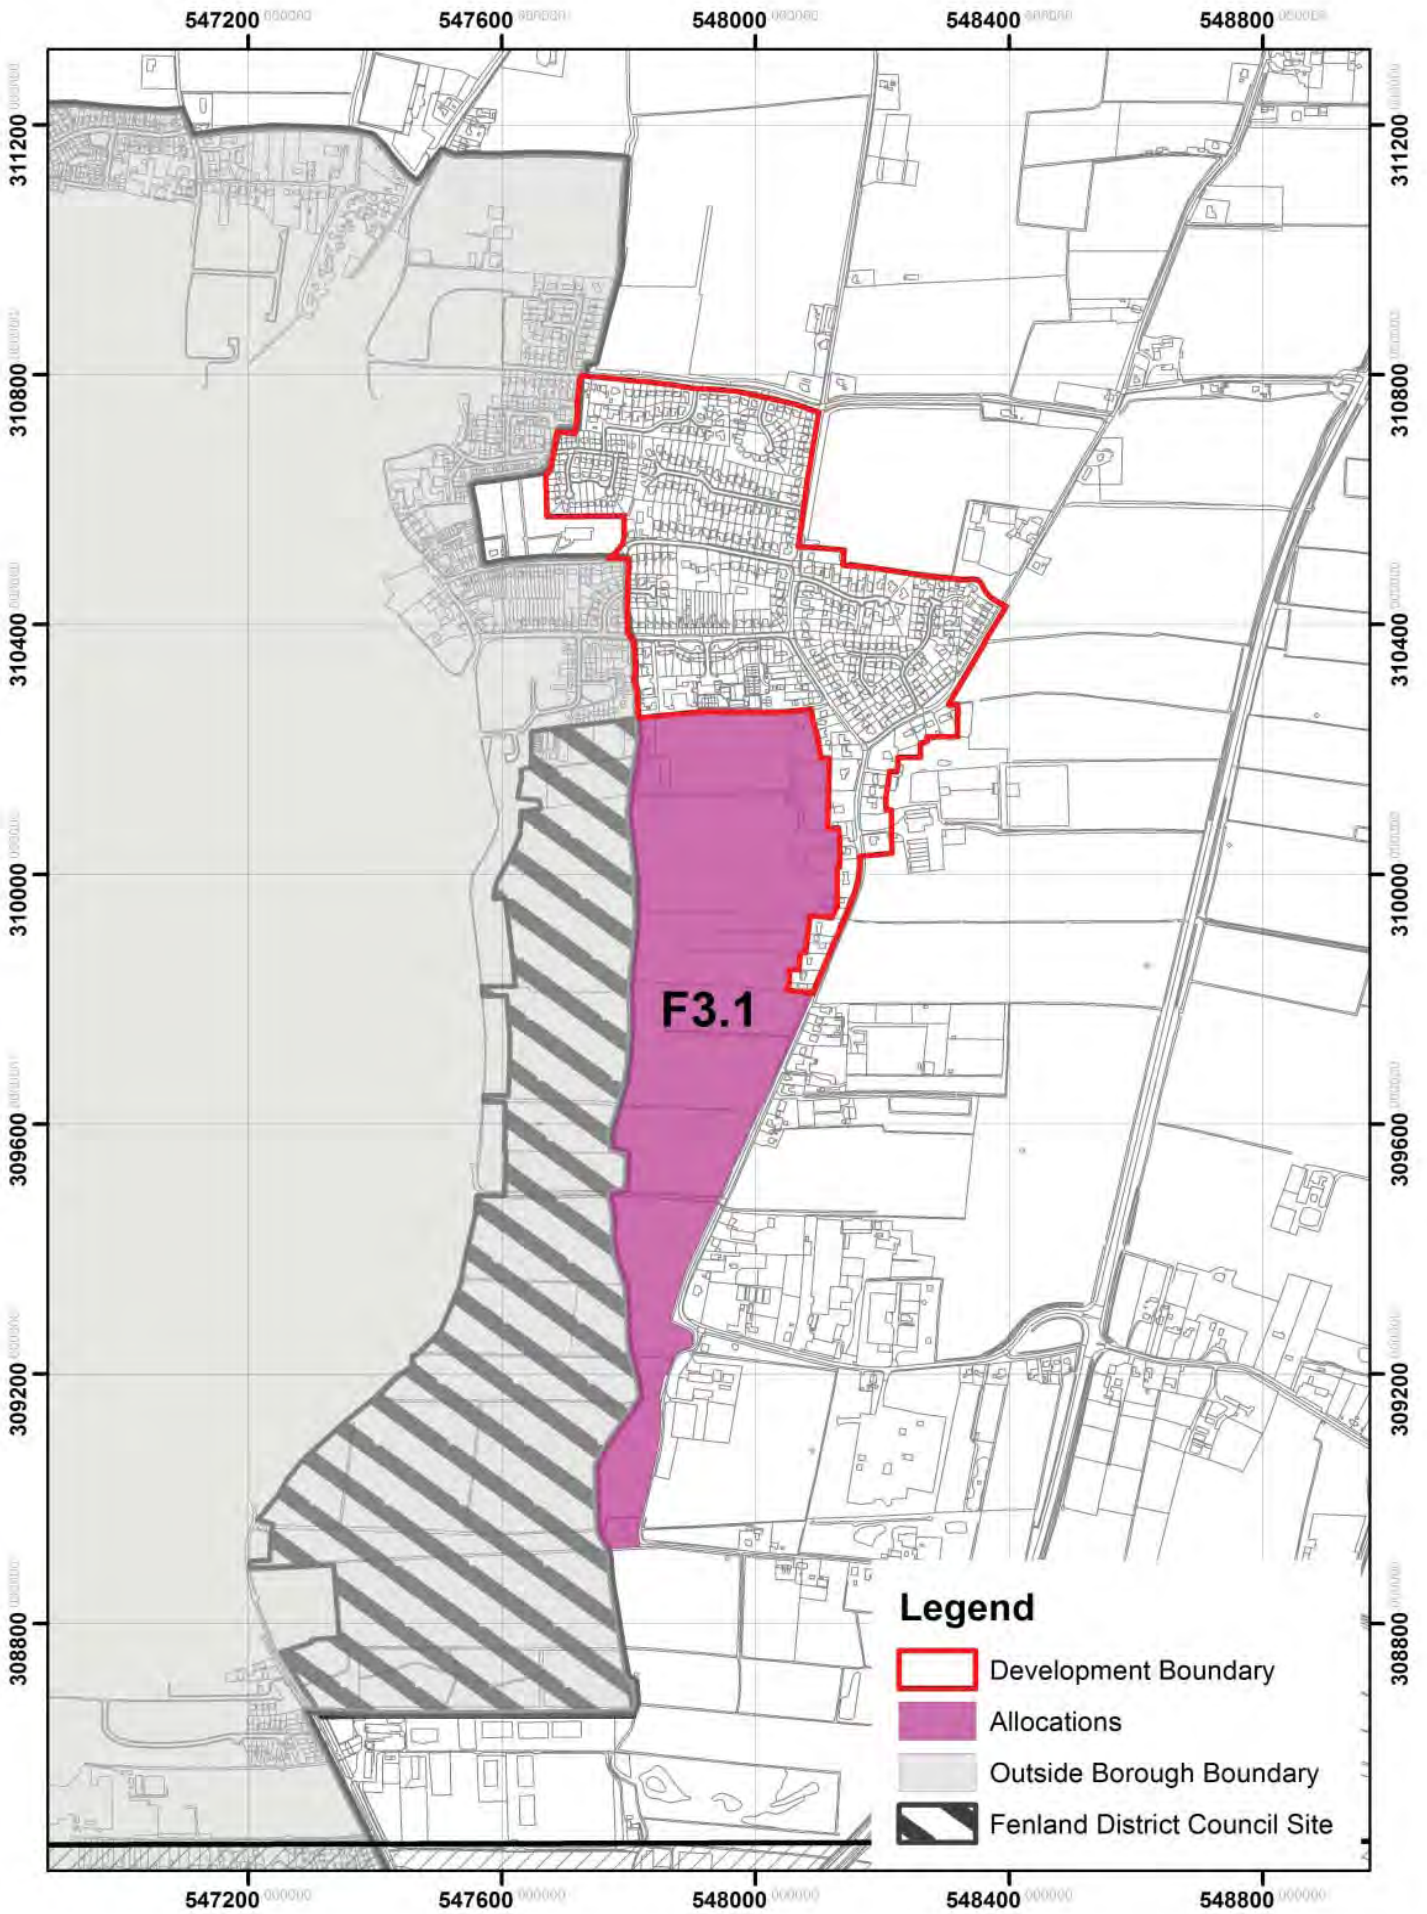 547200 547600 548000 548400 548800
311200 311200
310800 310800
310400 310400
310000 310000
F3.1
309600 309600
309200 309200
308800 308800
Legend
Development Boundary
Allocations
Outside Borough Boundary
Fenland District Council Site
547200 547600 548000 548400 548800